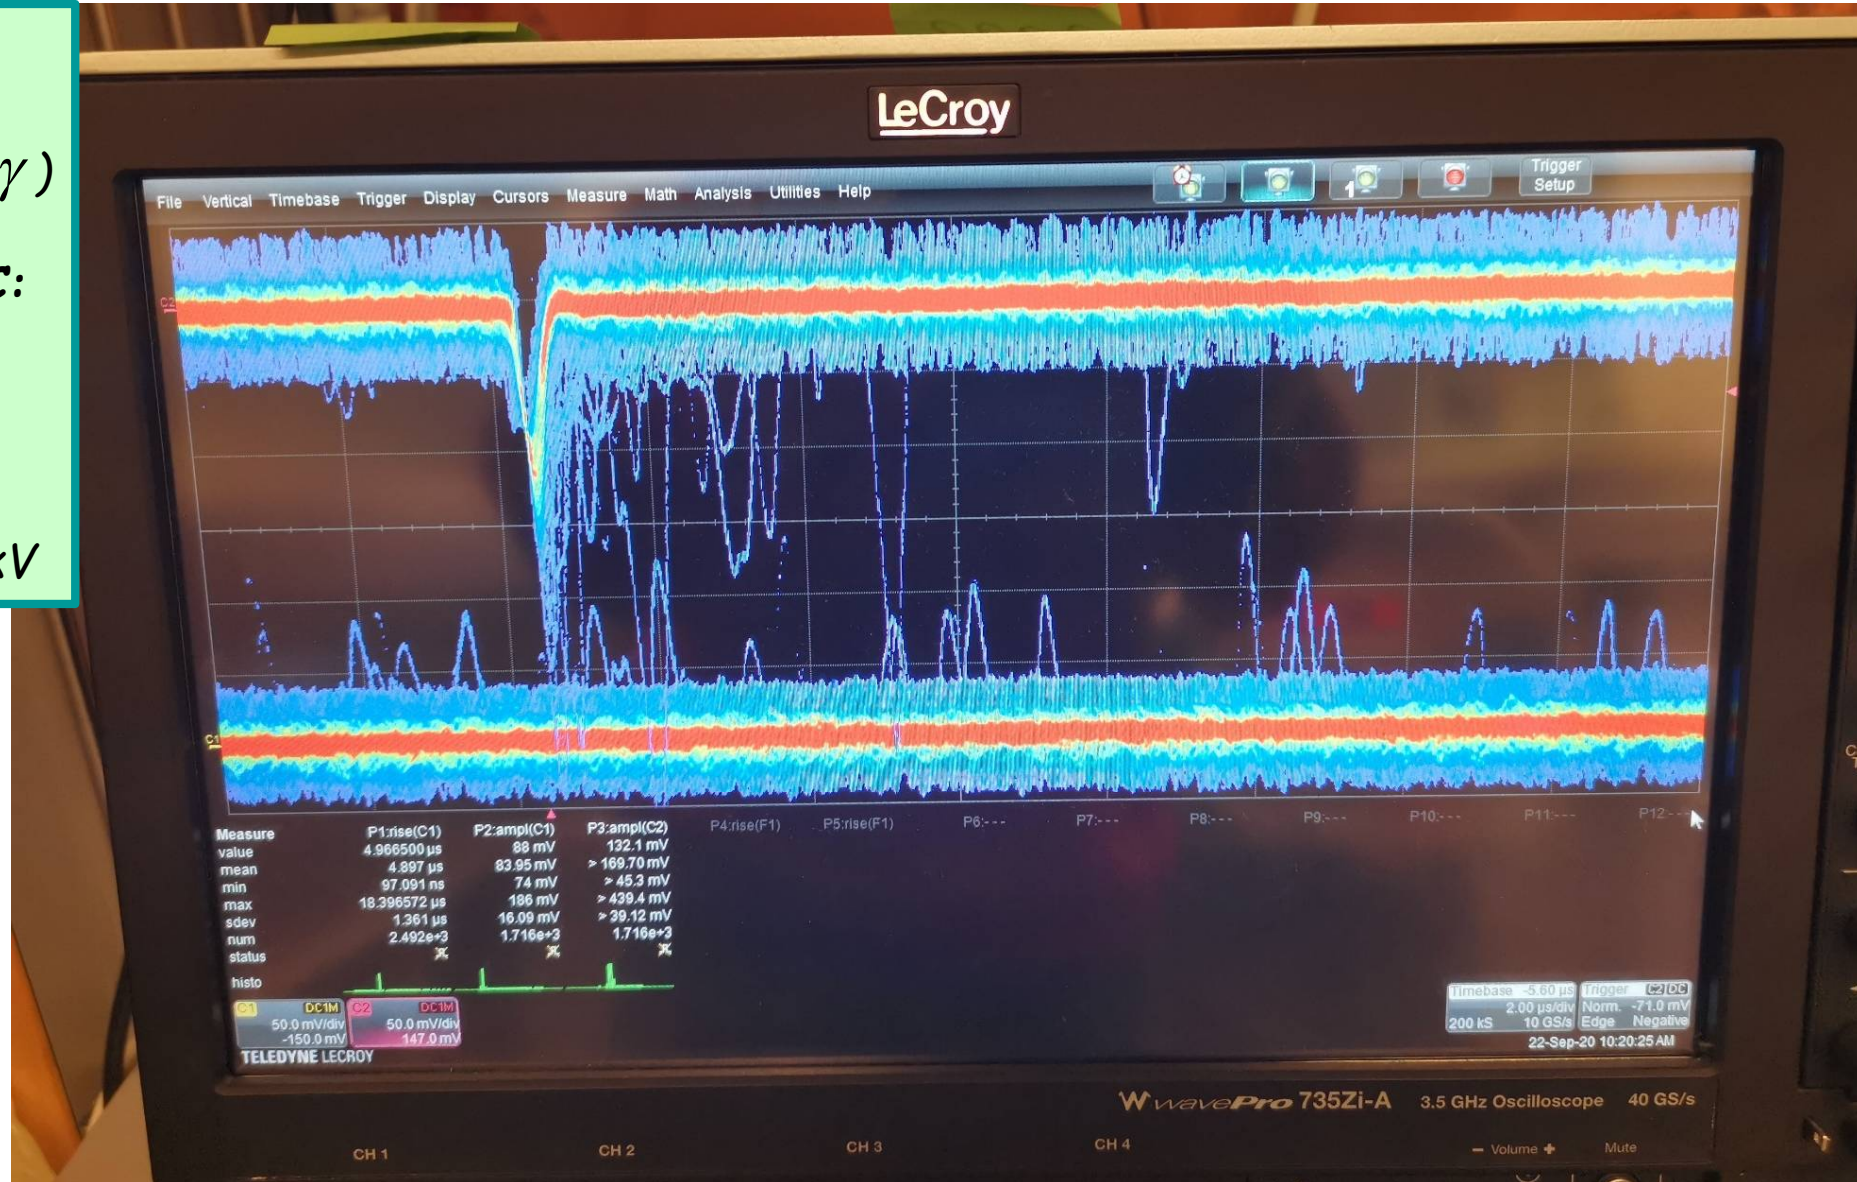 γ)
c:
kV
LeCroy
File Vertical Timebase Trigger Display Cursors Measure Math Analysis Utilities Help
1
Trigger Setup
C2
C1
Measure P1:rise(C1) P2:ampl(C1) P3:ampl(C2) P4:rise(F1) P5:rise(F1) P6:--- P7:--- P8:--- P9:--- P10:--- P11:--- P12:---
value 4.966500 µs 88 mV 132.1 mV
mean 4.897 µs 83.95 mV > 169.70 mV
min 97.091 ns 74 mV > 45.3 mV
max 18.396572 µs 186 mV > 439.4 mV
sdev 1.361 µs 16.09 mV > 39.12 mV
num 2.492e+3 1.716e+3 1.716e+3
status
histo
C1 DC1M C2 DC1M
50.0 mV/div 50.0 mV/div
-150.0 mV 147.0 mV
Timebase -5.60 µs Trigger C2 DC
2.00 µs/div Norm. -71.0 mV
200 kS 10 GS/s Edge Negative
TELEDYNE LECROY
22-Sep-20 10:20:25 AM
W wavePro 735Zi-A 3.5 GHz Oscilloscope 40 GS/s
CH 1 CH 2 CH 3 CH 4
- Volume + Mute